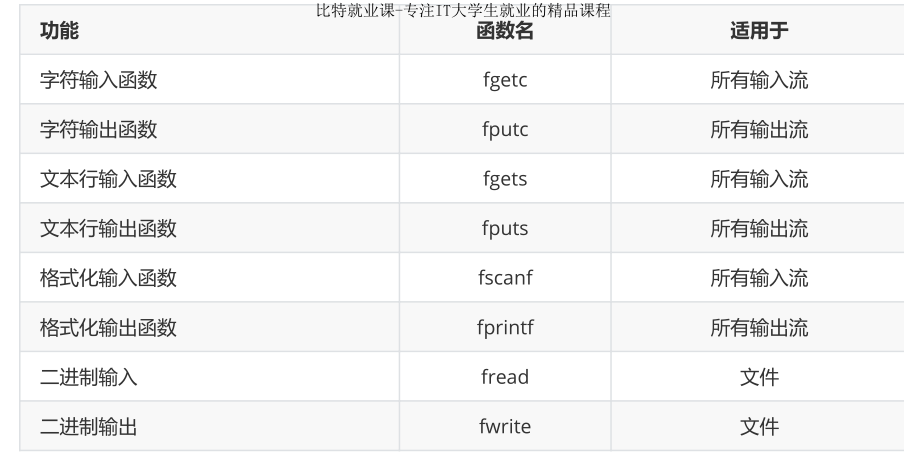 比特就业课-专注IT大学生就业的精品课程
功能 函数名 适用于
字符输入函数 fgetc 所有输入流
字符输出函数 fputc 所有输出流
文本行输入函数 fgets 所有输入流
文本行输出函数 fputs 所有输出流
格式化输入函数 fscanf 所有输入流
格式化输出函数 fprintf 所有输出流
二进制输入 fread 文件
二进制输出 fwrite 文件